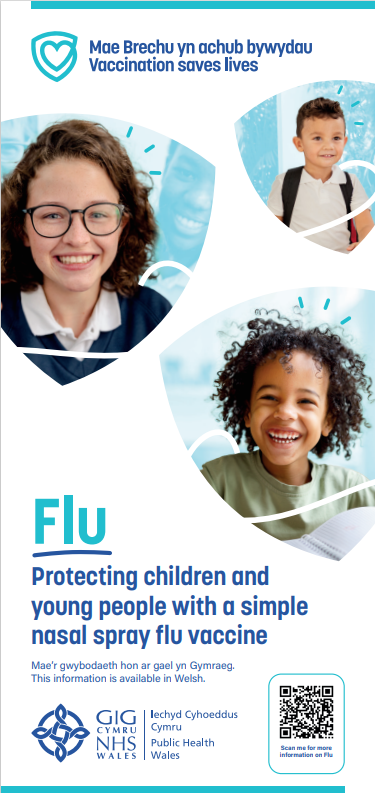 Mae Brechu yn achub bywydau
Vaccination saves lives
Flu
Protecting children and
young people with a simple
nasal spray flu vaccine
Mae'r gwybodaeth hon ar gael yn Gymraeg.
This information is available in Welsh.
GIG
CYMRU
NHS
WALES
Iechyd Cyhoeddus
Cymru
Public Health
Wales
Scan me for more
information on Flu